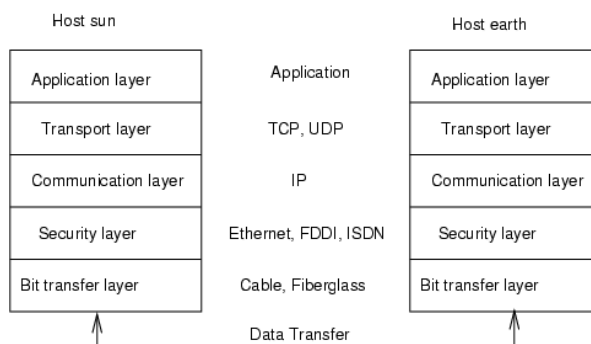 Host sun
Host earth
Application layer
Application
Application layer
Transport layer
TCP, UDP
Transport layer
Communication layer
IP
Communication layer
Security layer
Ethernet, FDDI, ISDN
Security layer
Bit transfer layer
Cable, Fiberglass
Bit transfer layer
Data Transfer